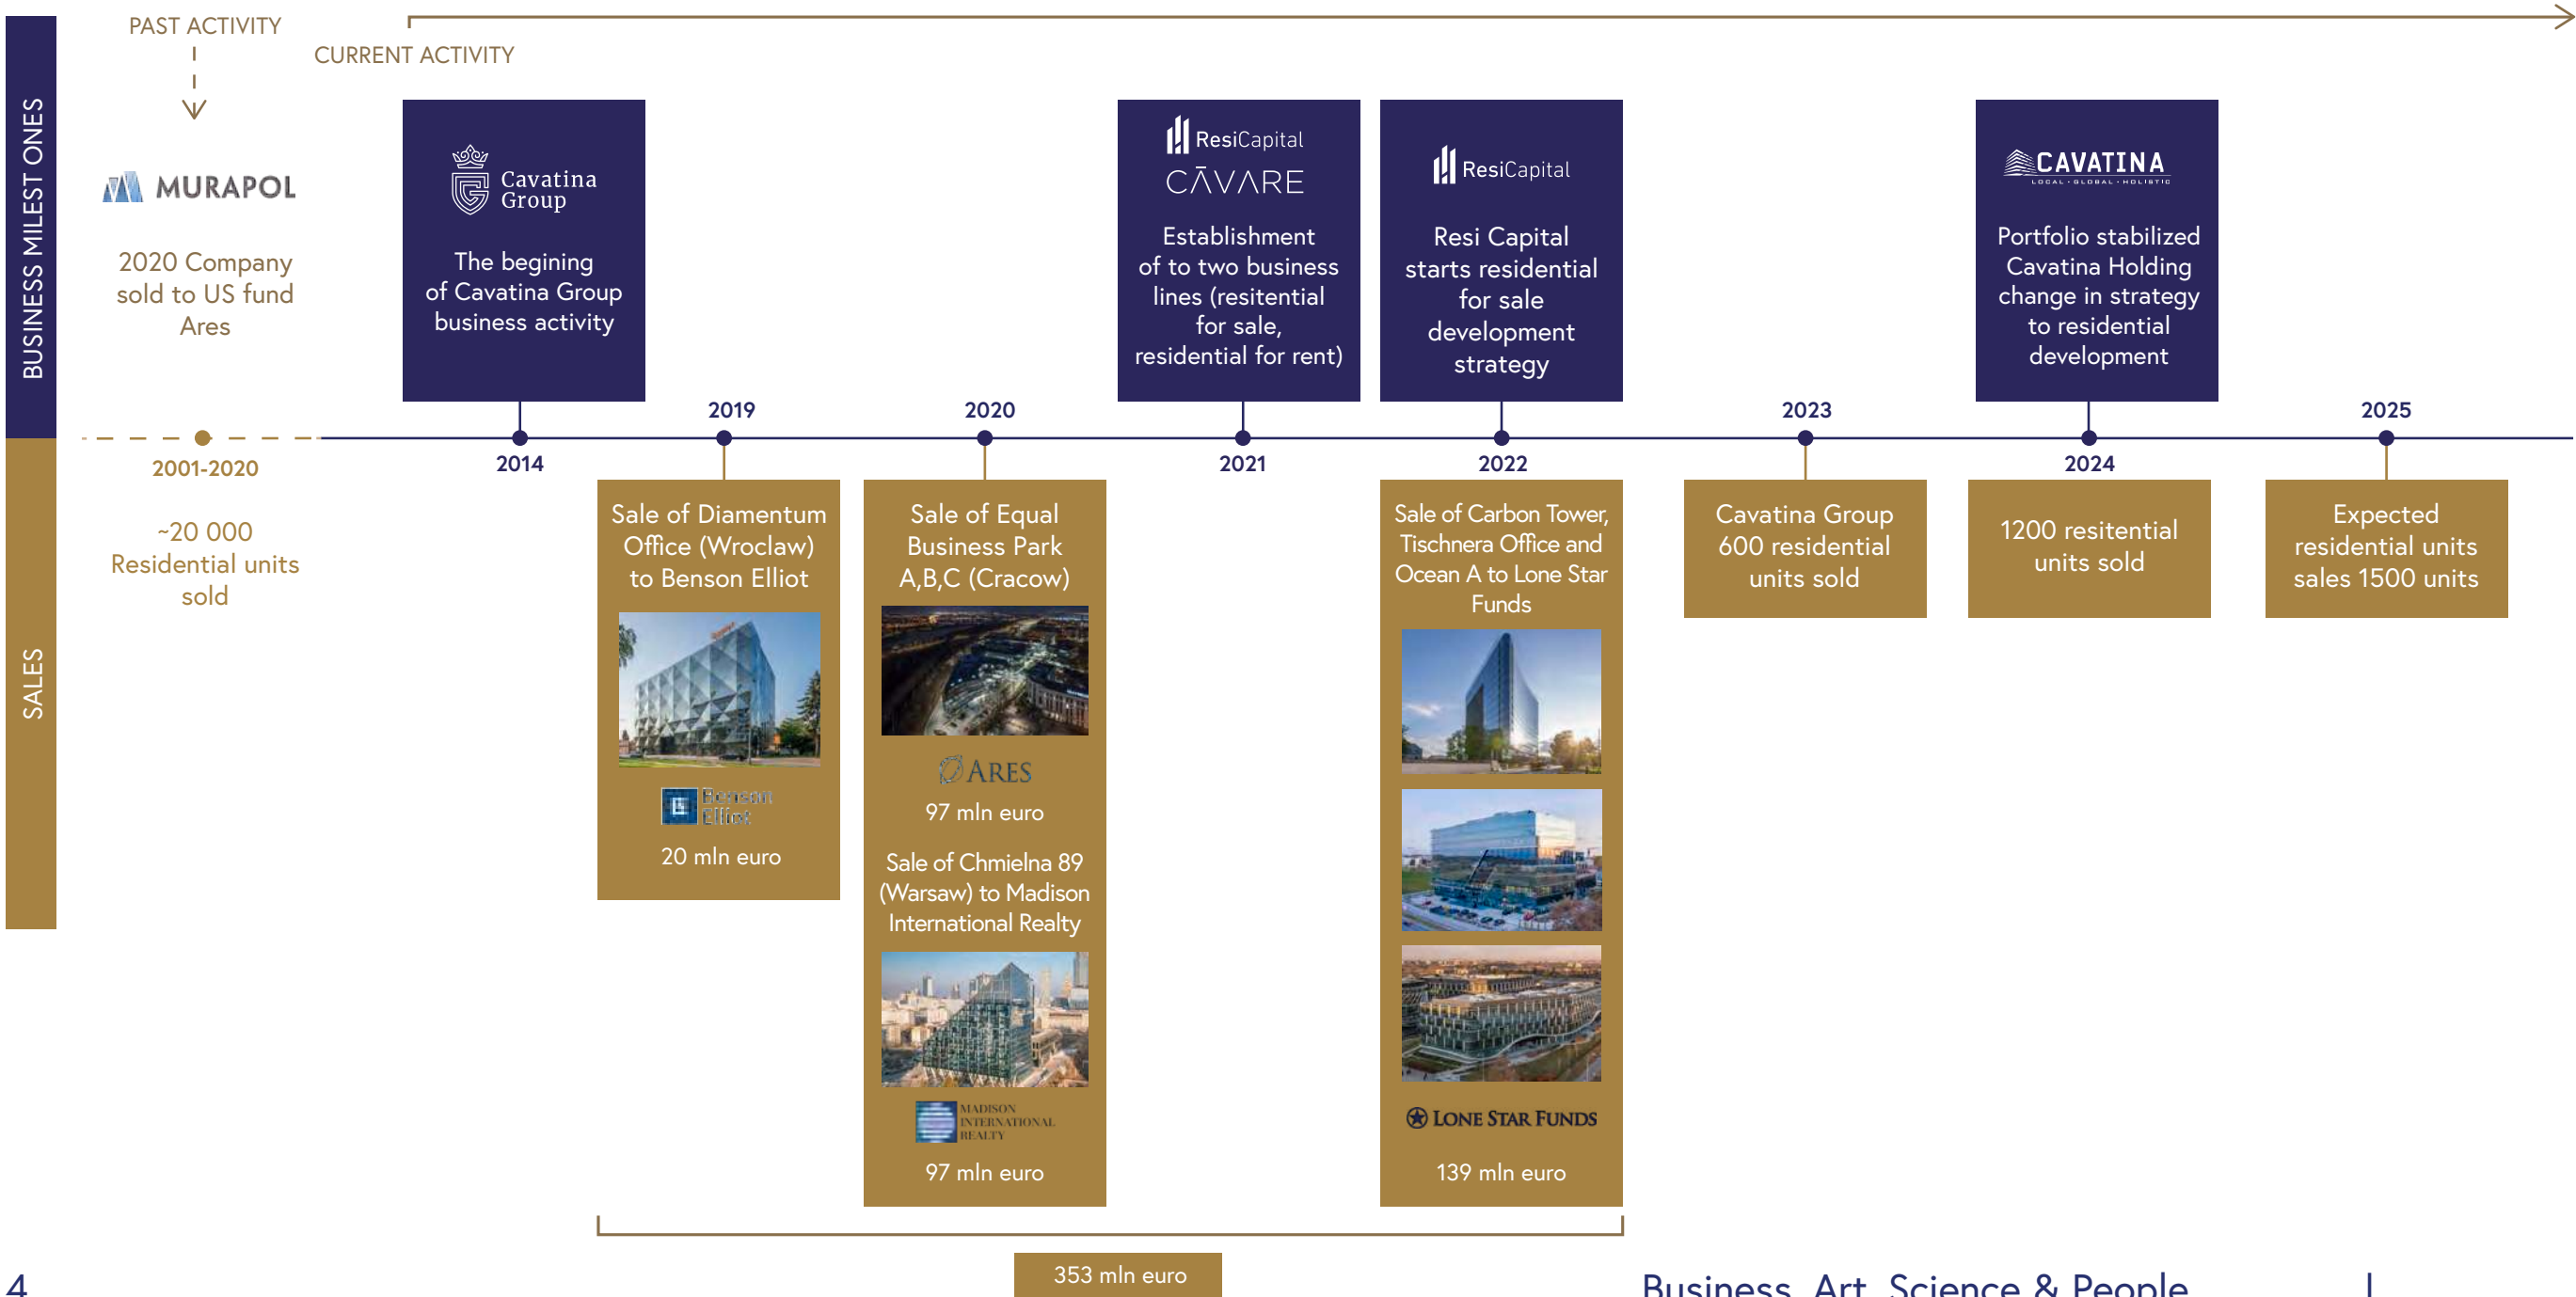 PAST ACTIVITY
CURRENT ACTIVITY
BUSINESS MILEST ONES
MURAPOL
2020 Company
sold to US fund
Ares
Cavatina
Group
The begining
of Cavatina Group
business activity
ResiCapital
CĀVARE
Establishment
of to two business
lines (resitential
for sale,
residential for rent)
ResiCapital
Resi Capital
starts residential
for sale
development
strategy
CAVATINA
LOCAL · GLOBAL · HOLISTIC
Portfolio stabilized
Cavatina Holding
change in strategy
to residential
development
2001-2020
2014
2019
2020
2021
2022
2023
2024
2025
SALES
~20 000
Residential units
sold
Sale of Diamentum
Office (Wroclaw)
to Benson Elliot
Benson
Elliot
20 mln euro
Sale of Equal
Business Park
A,B,C (Cracow)
ARES
97 mln euro
Sale of Chmielna 89
(Warsaw) to Madison
International Realty
MADISON
INTERNATIONAL
REALTY
97 mln euro
Sale of Carbon Tower,
Tischnera Office and
Ocean A to Lone Star
Funds
LONE STAR FUNDS
139 mln euro
Cavatina Group
600 residential
units sold
1200 resitential
units sold
Expected
residential units
sales 1500 units
353 mln euro
4
Business, Art, Science & People